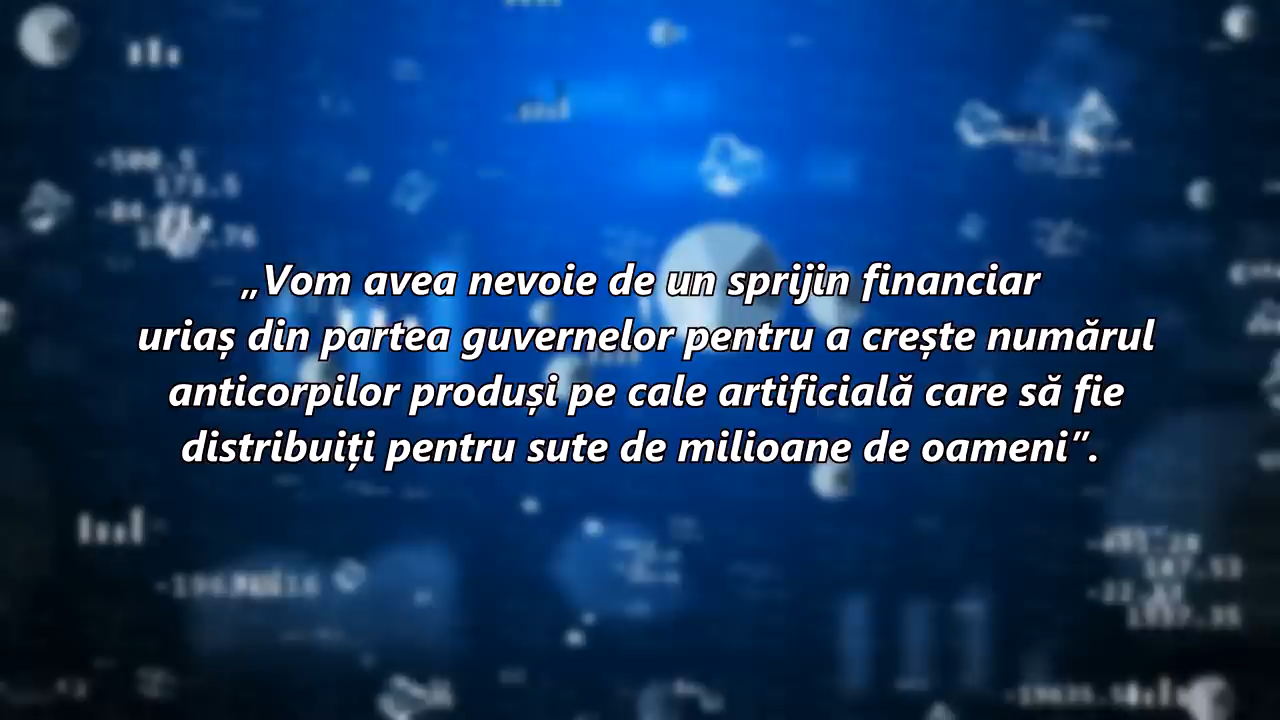 „Vom avea nevoie de un sprijin financiar
uriaș din partea guvernelor pentru a crește numărul
anticorpilor produși pe cale artificială care să fie
distribuiți pentru sute de milioane de oameni”.